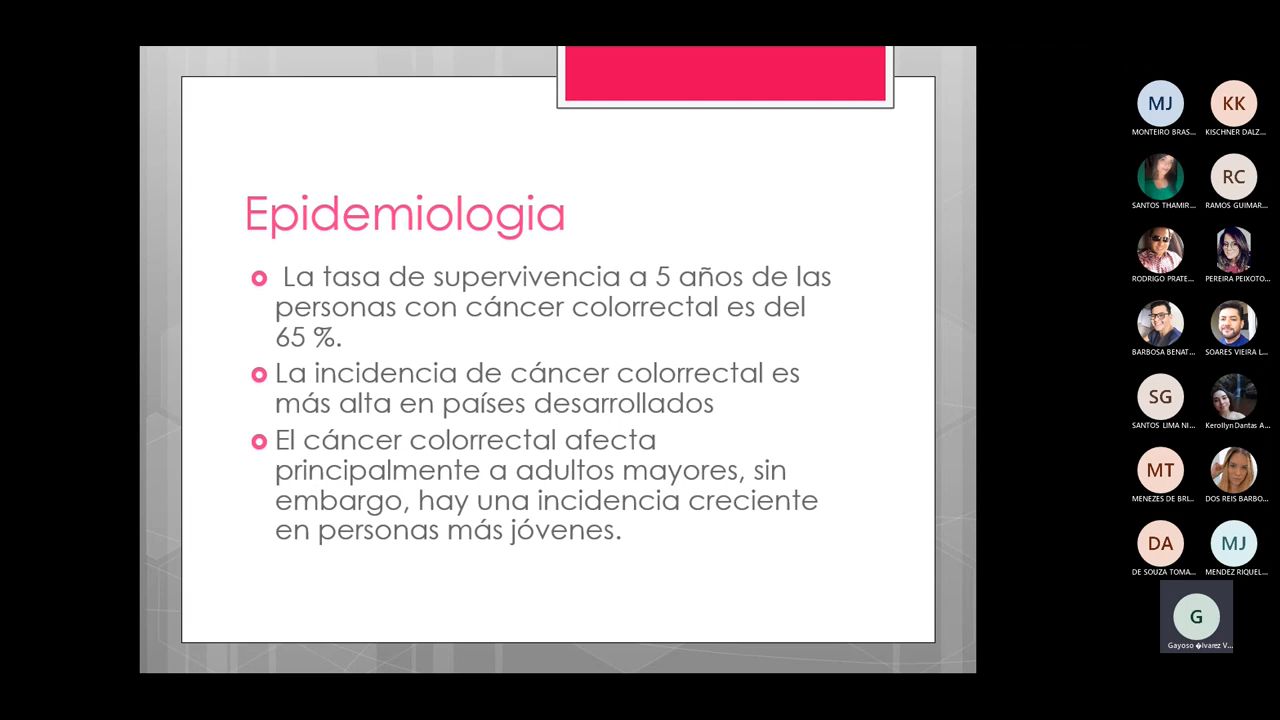 Epidemiologia
La tasa de supervivencia a 5 años de las
personas con cáncer colorrectal es del
65 %.
La incidencia de cáncer colorrectal es
más alta en países desarrollados
El cáncer colorrectal afecta
principalmente a adultos mayores, sin
embargo, hay una incidencia creciente
en personas más jóvenes.
MJ
MONTEIRO BRAS...
KK
KISCHNER DALZ...
SANTOS THAMIR...
RC
RAMOS GUIMAR...
RODRIGO PRATE...
PEREIRA PEIXOTO...
BARBOSA BENAT...
SOARES VIEIRA L...
SG
SANTOS LIMA NI...
Kerollyn Dantas A...
MT
MENEZES DE BRI...
DOS REIS BARBO...
DA
DE SOUZA TOMA...
MJ
MENDEZ RIQUEL...
G
Gayoso �lvarez V...